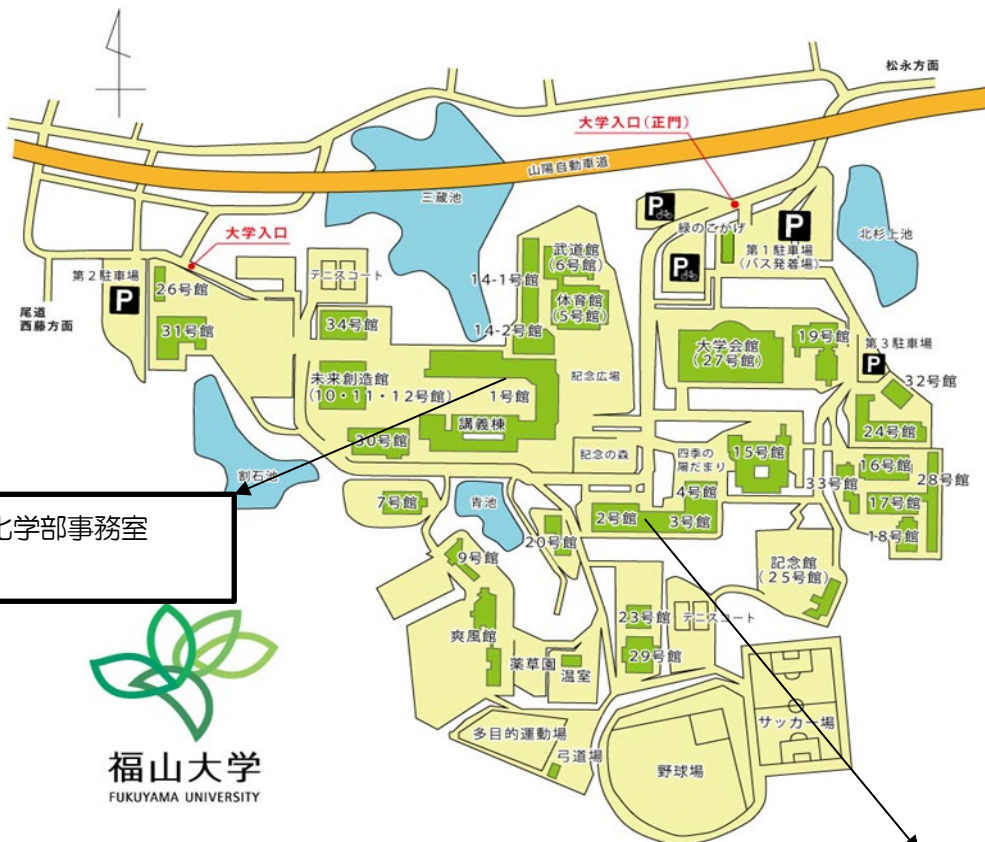 松永方面
大学入口(正門)
山陽自動車道
三蔵池
P
緑のこかげ
P
第1駐車場
(バス発着場)
北杉上池
P
大学入口
第2駐車場
P
26号館
尾道
西藤方面
31号館
テニスコート
34号館
14-1号館
武道館
(6号館)
体育館
(5号館)
14-2号館
大学会館
(27号館)
19号館
第3駐車場
P
32号館
未来創造館
(10・11・12号館)
1号館
記念広場
講義棟
30号館
24号館
記念の森
四季の
陽だまり
15号館
16号館
28号館
33号館
17号館
18号館
割石池
7号館
青池
4号館
2号館
3号館
20号館
記念館
(25号館)
化学部事務室
9号館
爽風館
23号館
テニスコート
29号館
薬草園
温室
多目的運動場
弓道場
野球場
サッカー場
福山大学
FUKUYAMA UNIVERSITY